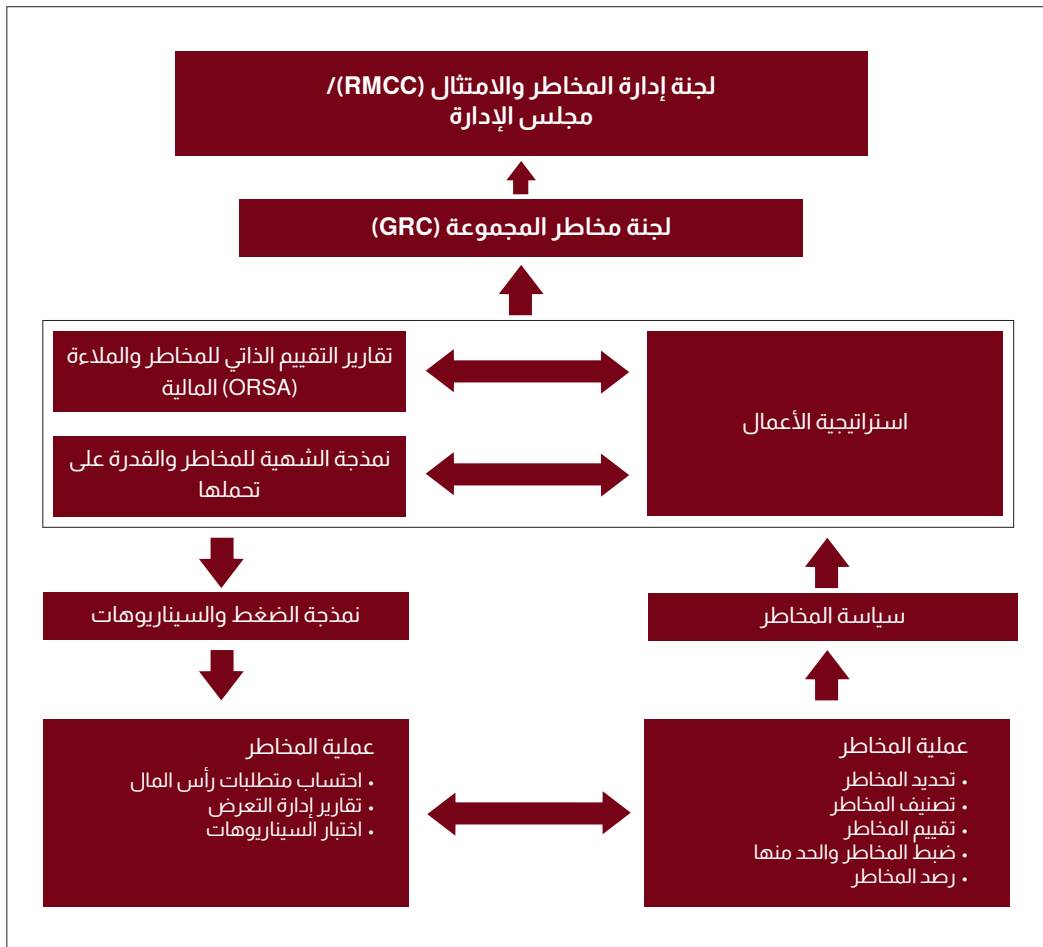 لجنة إدارة المخاطر والامتثال (RMCC)/
مجلس الإدارة
لجنة مخاطر المجموعة (GRC)
استراتيجية الأعمال
تقارير التقييم الذاتي للمخاطر والملاءة
المالية (ORSA)
نمذجة الشهية للمخاطر والقدرة على
تحملها
سياسة المخاطر
نمذجة الضغط والسيناريوهات
عملية المخاطر
• تحديد المخاطر
• تصنيف المخاطر
• تقييم المخاطر
• ضبط المخاطر والحد منها
• رصد المخاطر
عملية المخاطر
• احتساب متطلبات رأس المال
• تقارير إدارة التعرض
• اختبار السيناريوهات